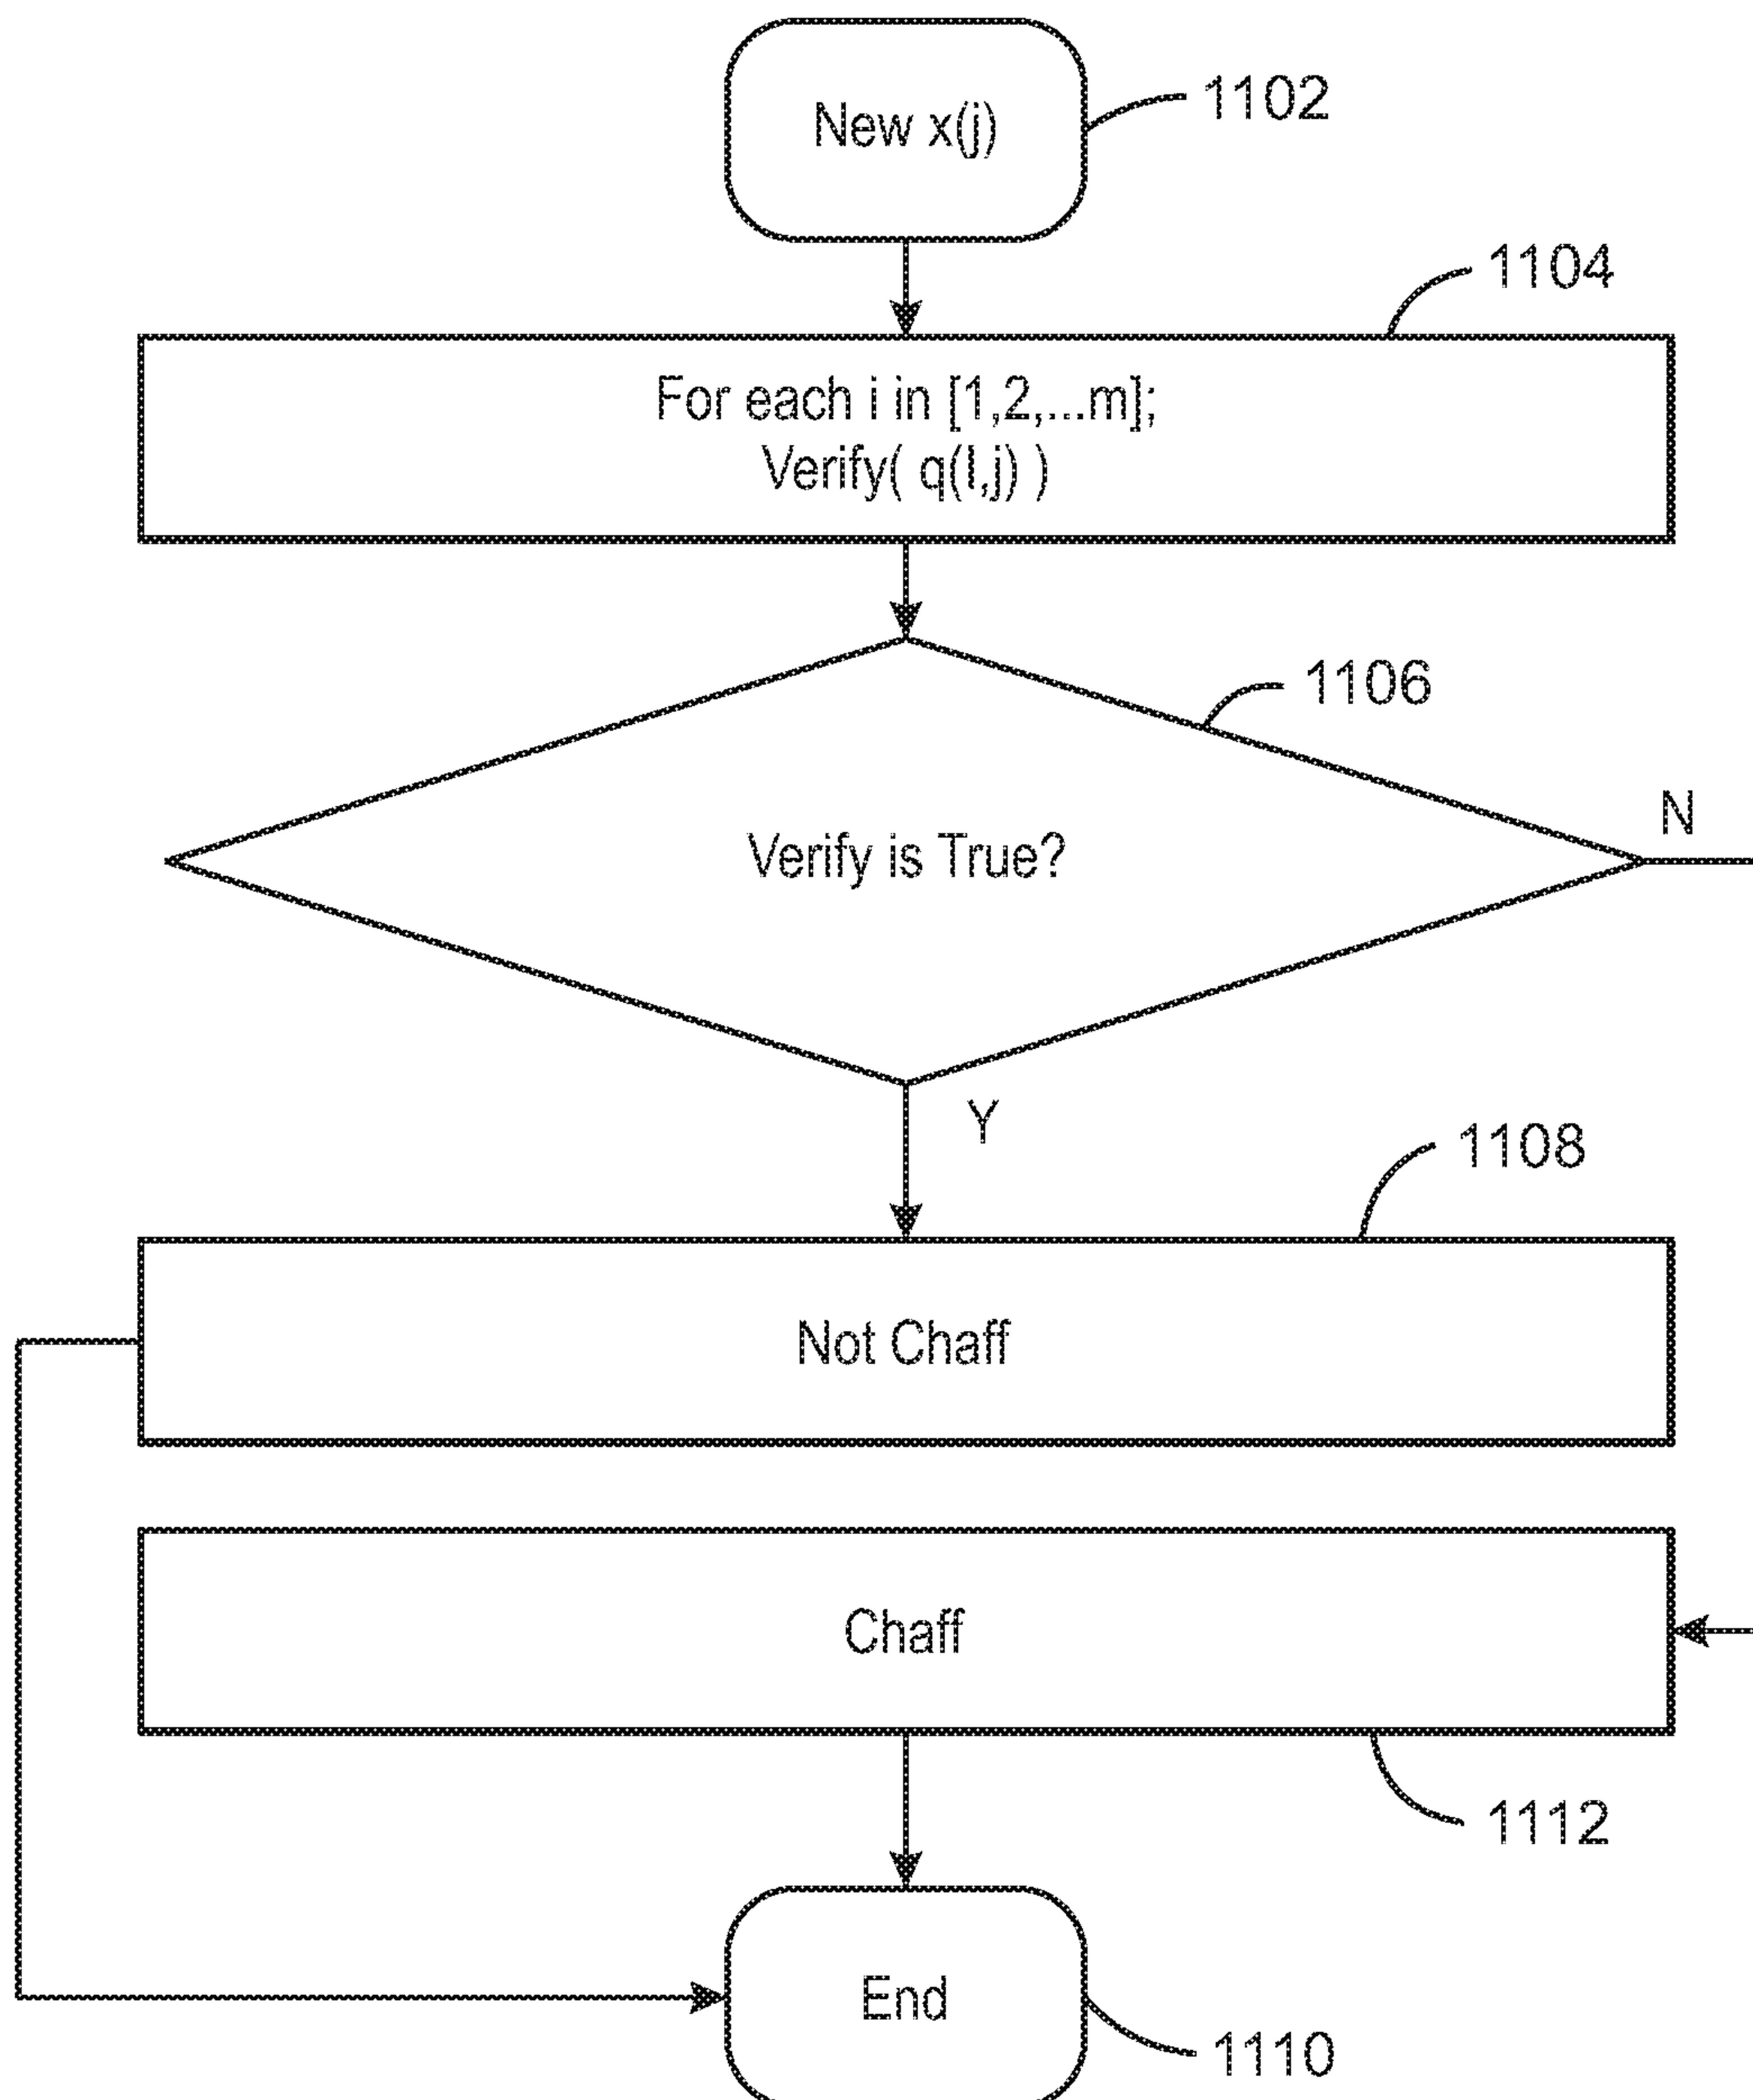 New x(j)
1102
1104
For each i in [1,2,...m];
Verify( q(I,j) )
1106
Verify is True?
N
Y
1108
Not Chaff
Chaff
1112
End
1110